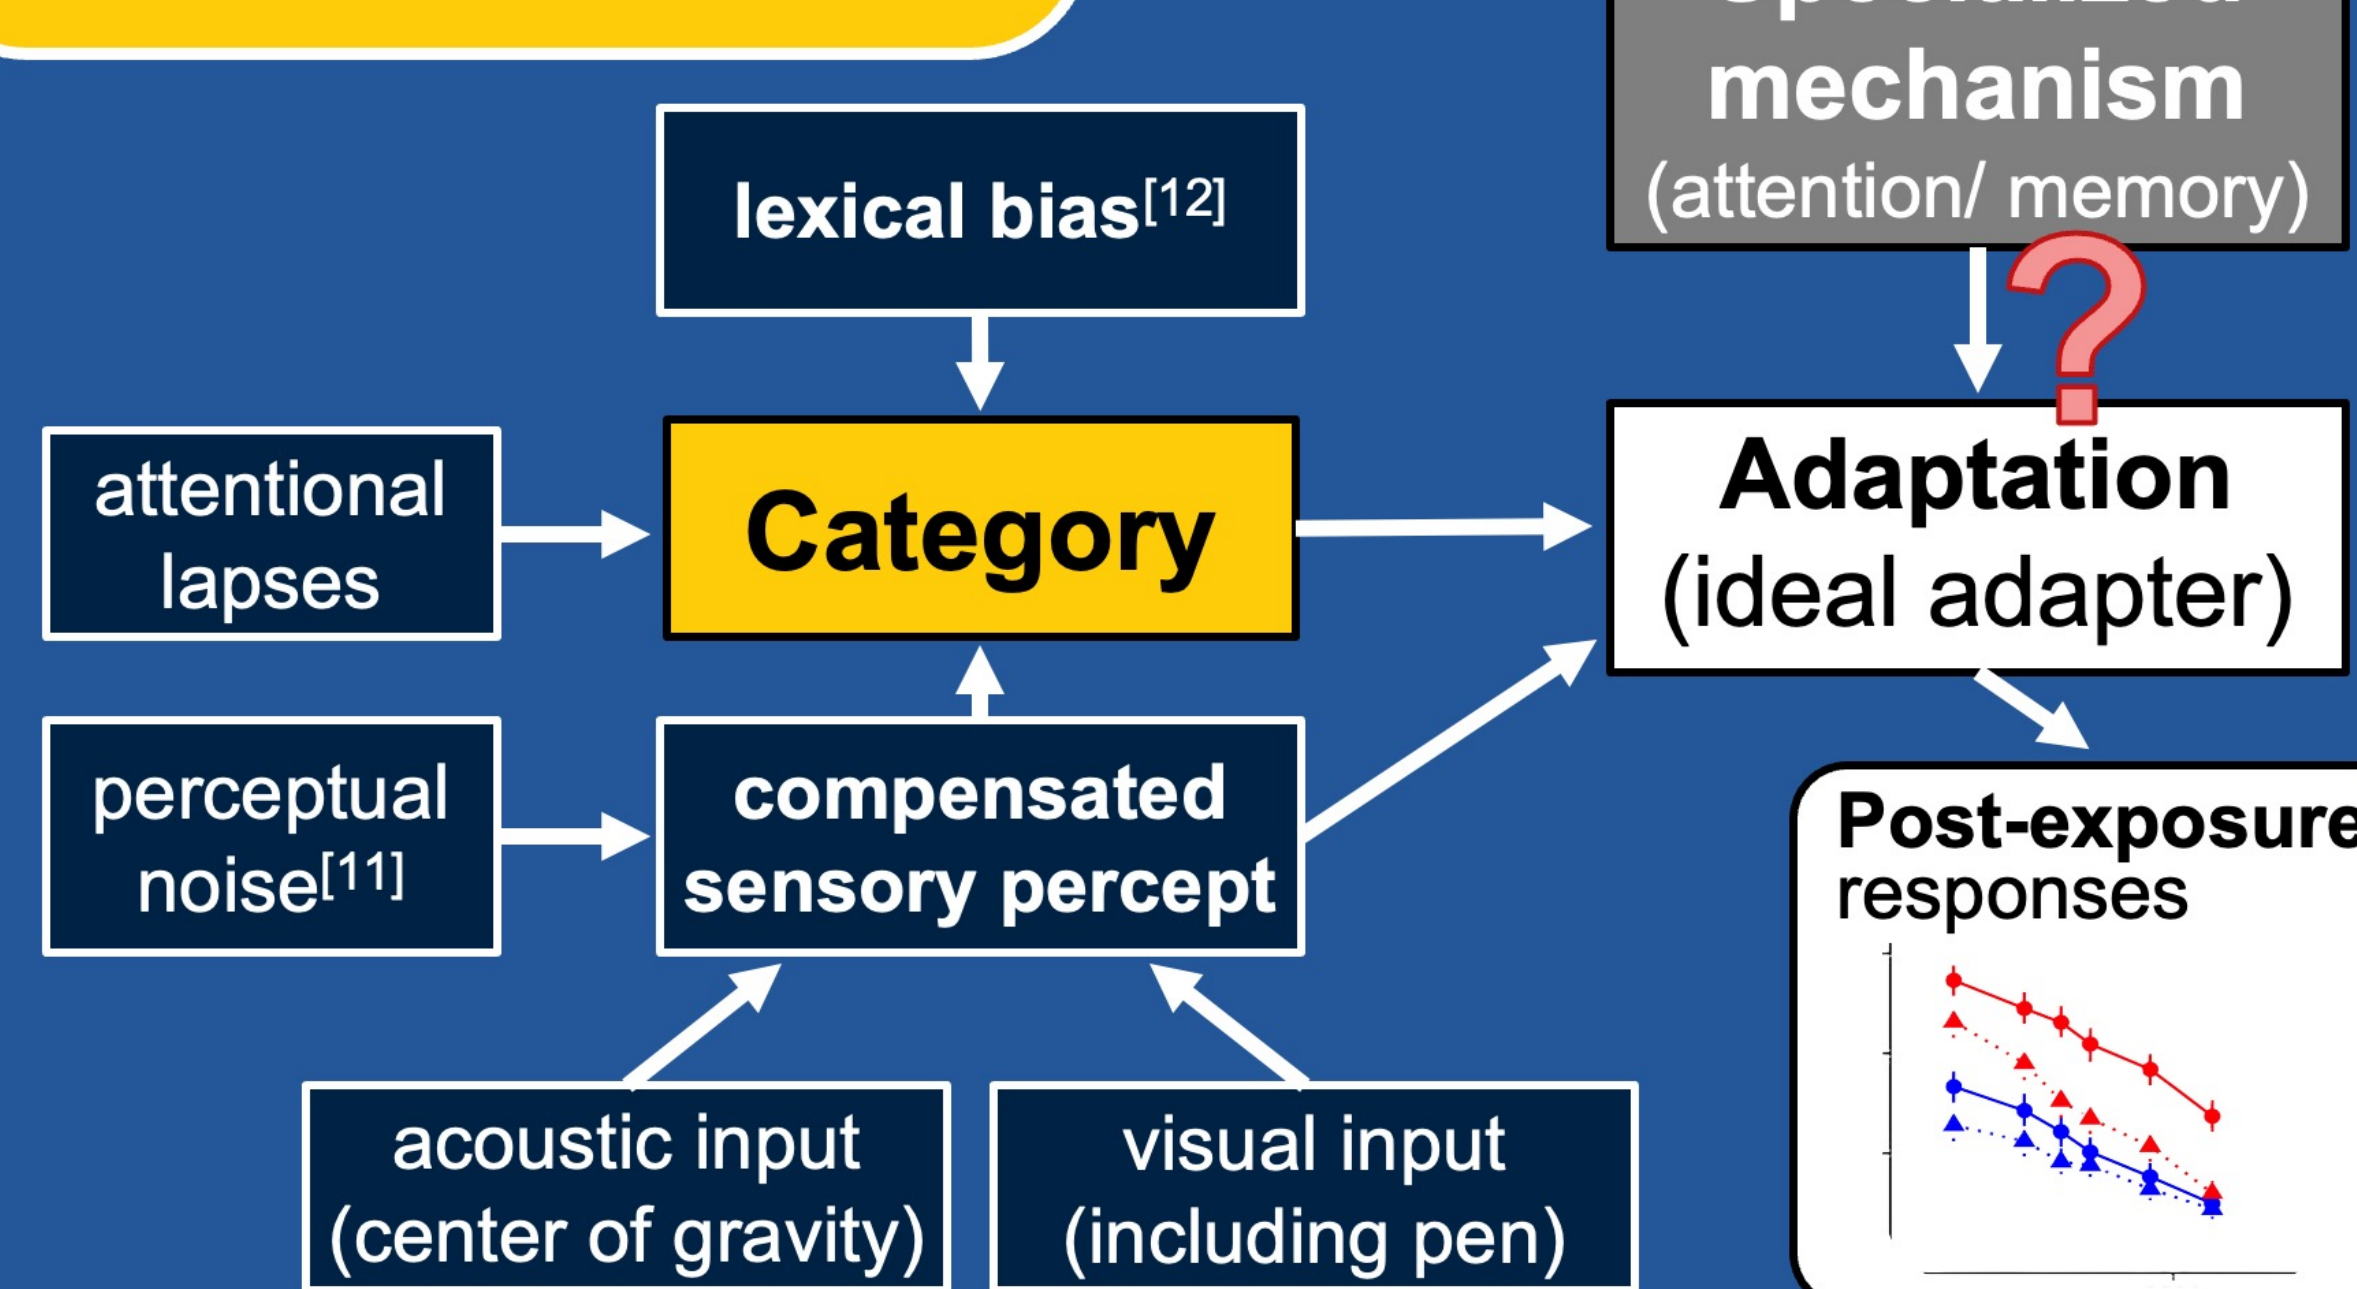 mechanism
(attention/ memory)
lexical bias[12]
attentional
lapses
Category
Adaptation
(ideal adapter)
perceptual
noise[11]
compensated
sensory percept
Post-exposure
responses
acoustic input
(center of gravity)
visual input
(including pen)
?